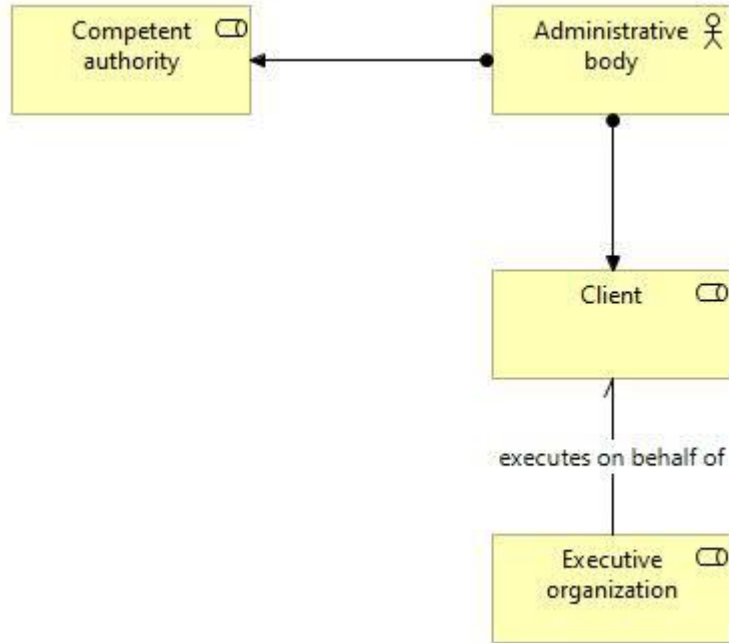 Competent
authority
Administrative
body
Client
executes on behalf of
Executive
organization